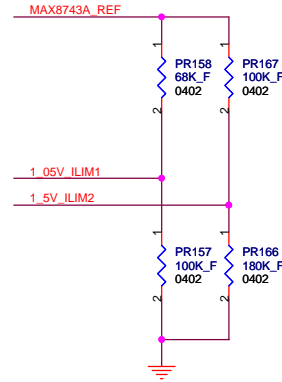 MAX8743A_REF
1
1
PR158
68K_F
0402
PR167
100K_F
0402
2
2
1_05V_ILIM1
1_5V_ILIM2
1
1
PR157
100K_F
0402
PR166
180K_F
0402
2
2